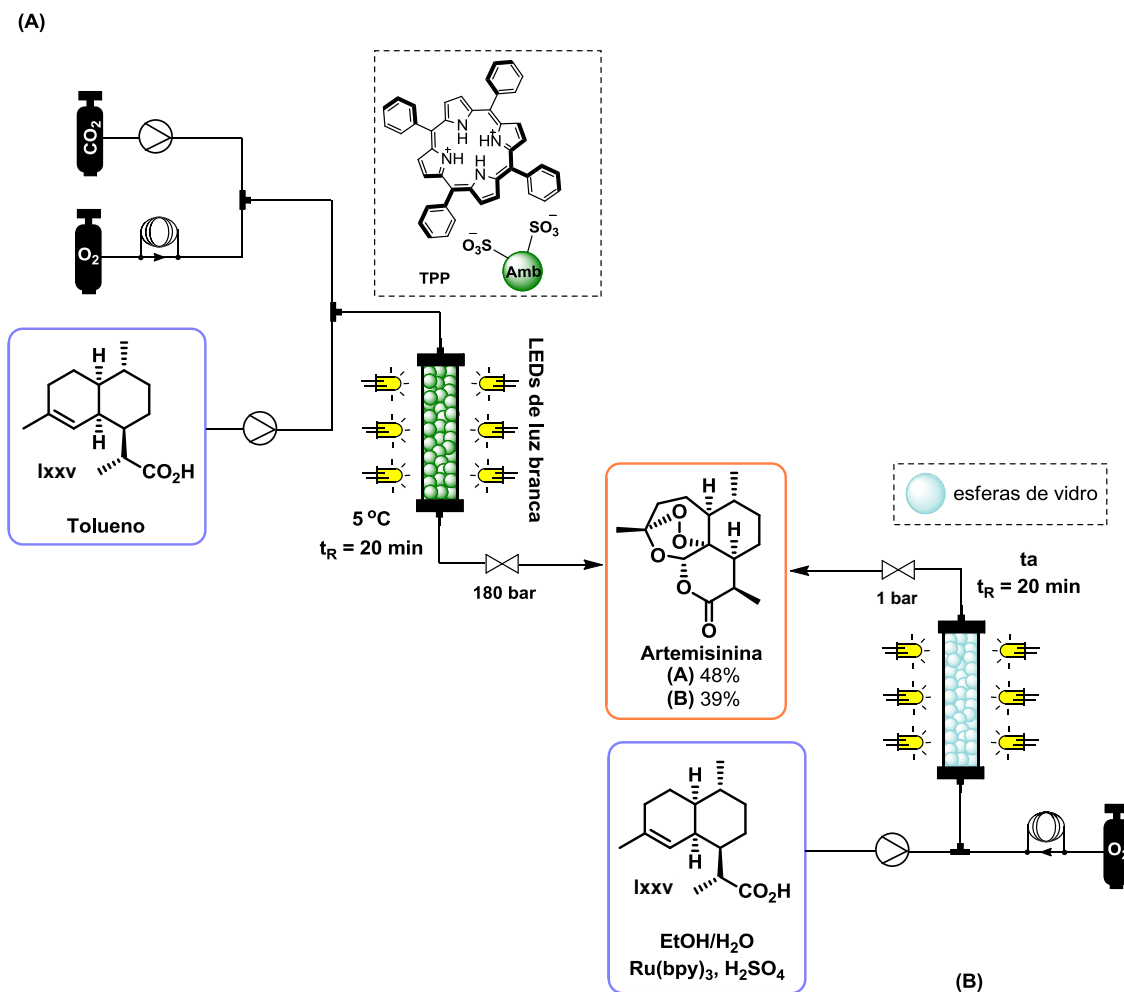 (A)
CO2
O2
H
H
lxxv
CO2H
Tolueno
N
H
NH
+
NH
+
H
N
SO3
−
−
O3S
Amb
TPP
LEDs de luz branca
5 oC
tR = 20 min
180 bar
H
H
O
O
O
O
O
Artemisinina
(A) 48%
(B) 39%
esferas de vidro
ta
tR = 20 min
1 bar
H
H
lxxv
CO2H
EtOH/H2O
Ru(bpy)3, H2SO4
O2
(B)